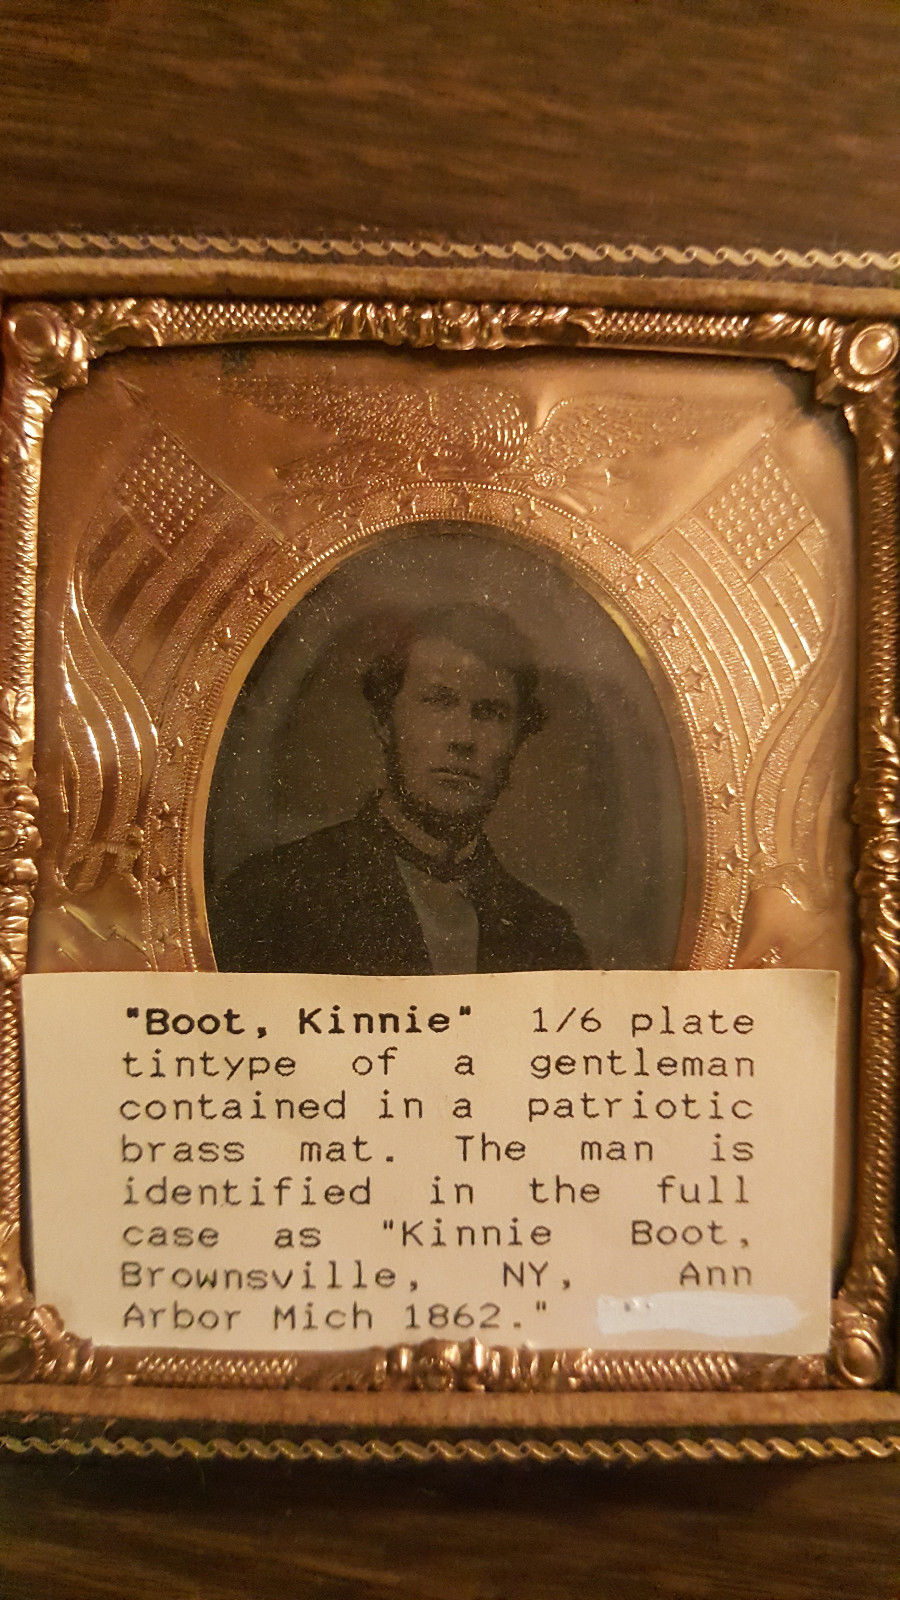 "Boot, Kinnie" 1/6 plate
tintype of a gentleman
contained in a patriotic
brass mat. The man is
identified in the full
case as "Kinnie Boot,
Brownsville, NY, Ann
Arbor Mich 1862."